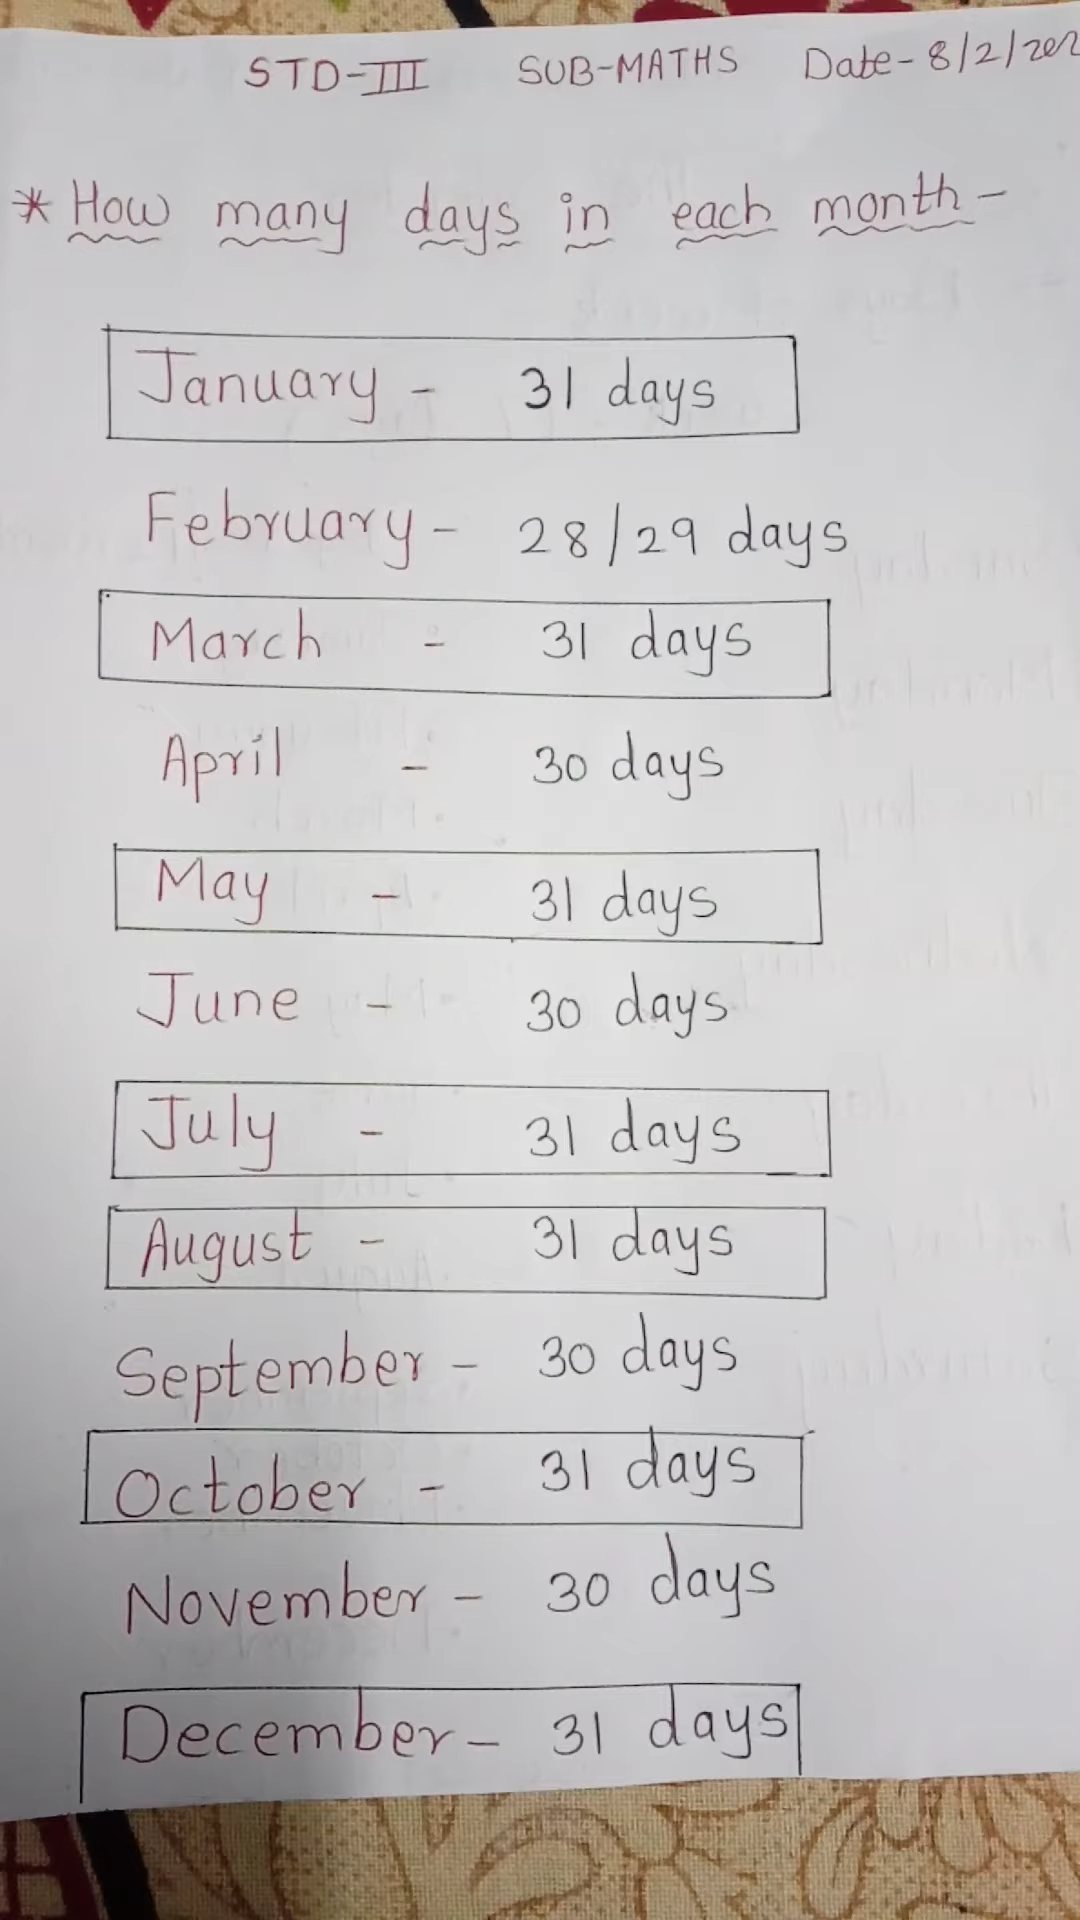 STD-III SUB-MATHS Date-8/2/202
* How many days in each month-
January - 31 days
February - 28/29 days
March - 31 days
April - 30 days
May - 31 days
June - 30 days
July - 31 days
August - 31 days
September - 30 days
October - 31 days
November - 30 days
December - 31 days